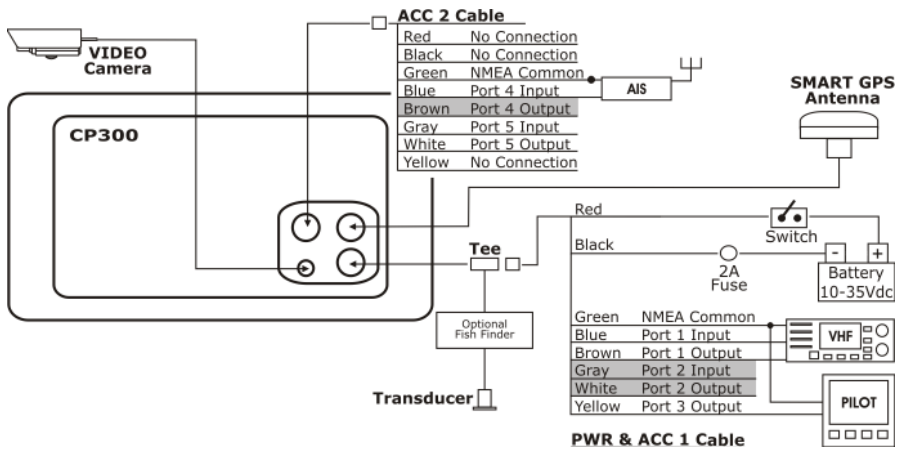 ACC 2 Cable
Red No Connection
Black No Connection
Green NMEA Common
Blue Port 4 Input
Brown Port 4 Output
Gray Port 5 Input
White Port 5 Output
Yellow No Connection
VIDEO
Camera
AIS
SMART GPS
Antenna
CP300
Tee
Optional
Fish Finder
Transducer
Red
Switch
Black
2A
Fuse
- +
Battery
10-35Vdc
Green NMEA Common
Blue Port 1 Input
Brown Port 1 Output
Gray Port 2 Input
White Port 2 Output
Yellow Port 3 Output
VHF
PILOT
PWR & ACC 1 Cable